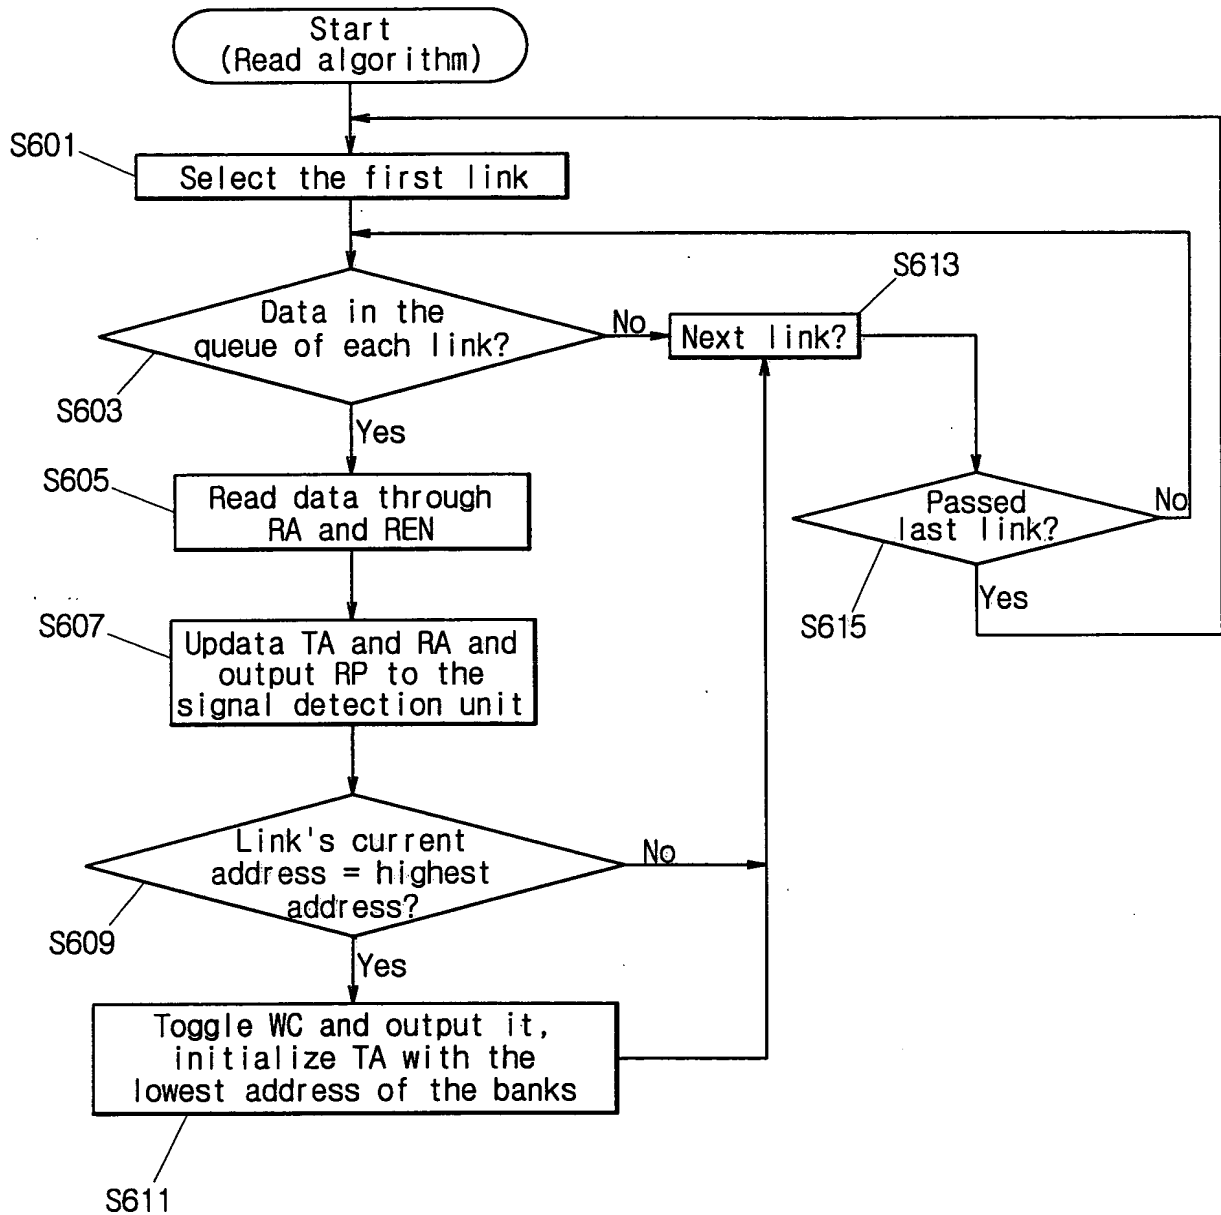 Start
(Read algorithm)
S601
Select the first link
S613
Data in the
queue of each link?
No
Next link?
S603
Yes
S605
Read data through
RA and REN
Passed
last link?
No
Yes
S615
S607
Updata TA and RA and
output RP to the
signal detection unit
Link's current
address = highest
address?
No
S609
Yes
Toggle WC and output it,
initialize TA with the
lowest address of the banks
S611